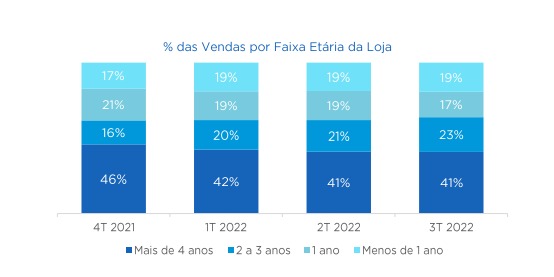 % das Vendas por Faixa Etária da Loja
17% 19% 19% 19%
21% 19% 19% 17%
16% 20% 21% 23%
46% 42% 41% 41%
4T 2021 1T 2022 2T 2022 3T 2022
Mais de 4 anos 2 a 3 anos 1 ano Menos de 1 ano